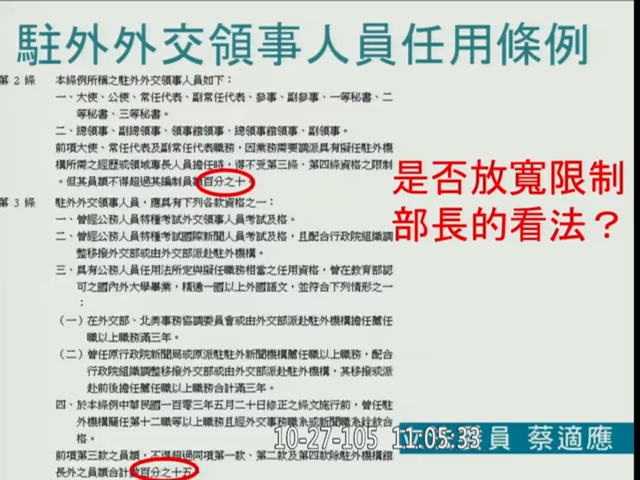 駐外外交領事人員任用條例
第 2 條 本條例所稱之駐外外交領事人員如下：
一、大使、公使、常任代表、副常任代表、參事、副參事、一等秘書、二
等秘書、三等秘書。
二、總領事、副總領事、領事館領事、總領事館領事、副領事。
前項大使、常任代表及副常任代表職務，因業務需要調派具有擬任駐外機
構所需之經歷或領域專長人員擔任時，得不受第三條、第四條資格之限制
。但其員額不得超過其編制員額百分之十。
是否放寬限制
部長的看法？
第 3 條 駐外外交領事人員，應具有下列各款資格之一：
一、曾經公務人員特種考試外交領事人員考試及格。
二、曾經公務人員特種考試國際新聞人員考試及格，且配合行政院組織調
整移撥外交部或由外交部派駐駐外機構。
三、具有公務人員任用法所定與擬任職務相當之任用資格，曾在教育部認
可之國內外大學畢業，精通一國以上外國語文，並符合下列情形之一
：
（一）在外交部、北美事務協調委員會或由外交部派赴駐外機構擔任薦任
職以上職務滿三年。
（二）曾任原行政院新聞局或原派駐駐外新聞機構薦任職以上職務，配合
行政院組織調整移撥外交部或由外交部派赴駐外機構，其移撥或派
赴前後擔任薦任職以上職務合計滿三年。
四、於本條例中華民國一百零三年五月二十日修正之條文施行前，曾任駐
外機構簡任第十二職等以上職務且經外交事務職系或新聞職系銓敘合
格。
前項第三款之員額，不得超過同項第一款、第二款及第四款除駐外機構館
長外之員額合計數百分之十五
10-27-105 11:05:33
員 蔡適應